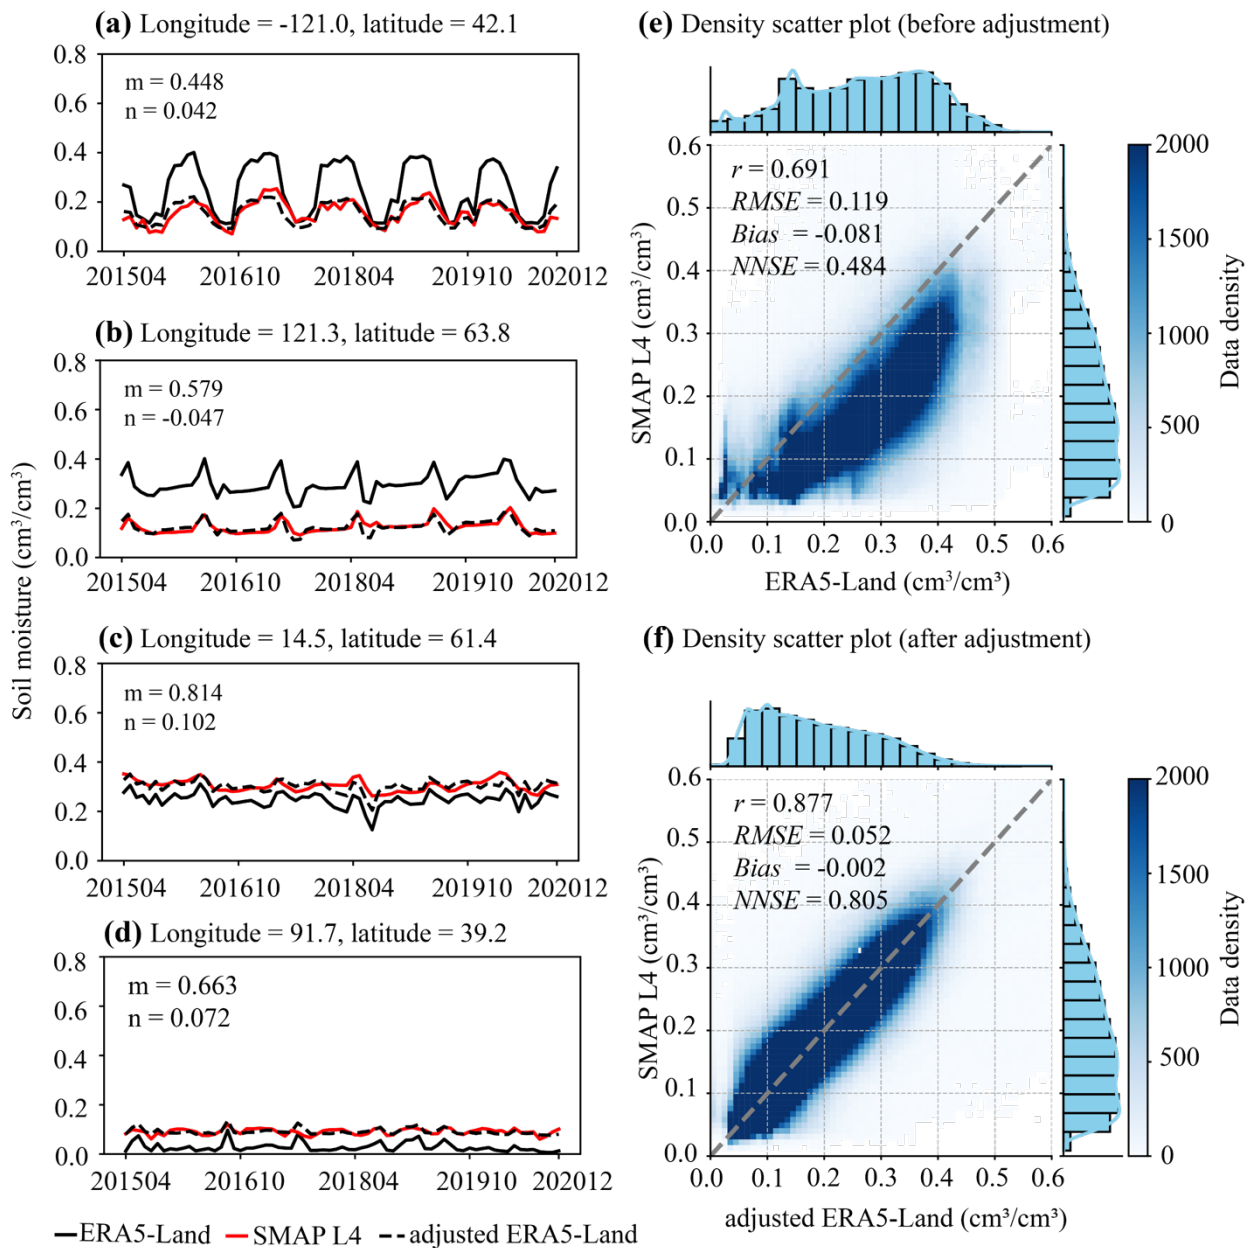 (a) Longitude = -121.0, latitude = 42.1
0.8
0.6
0.4
0.2
0.0
m = 0.448
n = 0.042
201504 201610 201804 201910 202012
(b) Longitude = 121.3, latitude = 63.8
0.8
0.6
0.4
0.2
0.0
m = 0.579
n = -0.047
201504 201610 201804 201910 202012
Soil moisture (cm³/cm³)
(c) Longitude = 14.5, latitude = 61.4
0.8
0.6
0.4
0.2
0.0
m = 0.814
n = 0.102
201504 201610 201804 201910 202012
(d) Longitude = 91.7, latitude = 39.2
0.8
0.6
0.4
0.2
0.0
m = 0.663
n = 0.072
201504 201610 201804 201910 202012
ERA5-Land SMAP L4 adjusted ERA5-Land
(e) Density scatter plot (before adjustment)
0.6
0.5
0.4
0.3
0.2
0.1
0.0
SMAP L4 (cm³/cm³)
r = 0.691
RMSE = 0.119
Bias = -0.081
NNSE = 0.484
0.0 0.1 0.2 0.3 0.4 0.5 0.6
ERA5-Land (cm³/cm³)
2000
1500
1000
500
0
Data density
(f) Density scatter plot (after adjustment)
0.6
0.5
0.4
0.3
0.2
0.1
0.0
SMAP L4 (cm³/cm³)
r = 0.877
RMSE = 0.052
Bias = -0.002
NNSE = 0.805
0.0 0.1 0.2 0.3 0.4 0.5 0.6
adjusted ERA5-Land (cm³/cm³)
2000
1500
1000
500
0
Data density